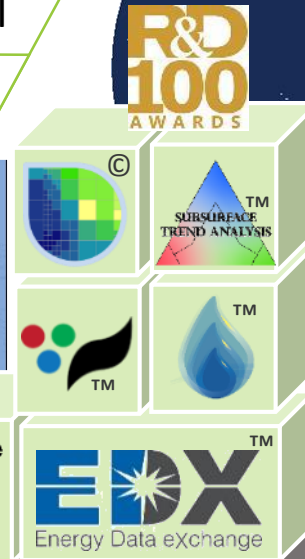 R&D
100
AWARDS
©
TM
SUBSURFACE
TREND ANALYSIS
TM
TM
TM
EDX
Energy Data eXchange
e